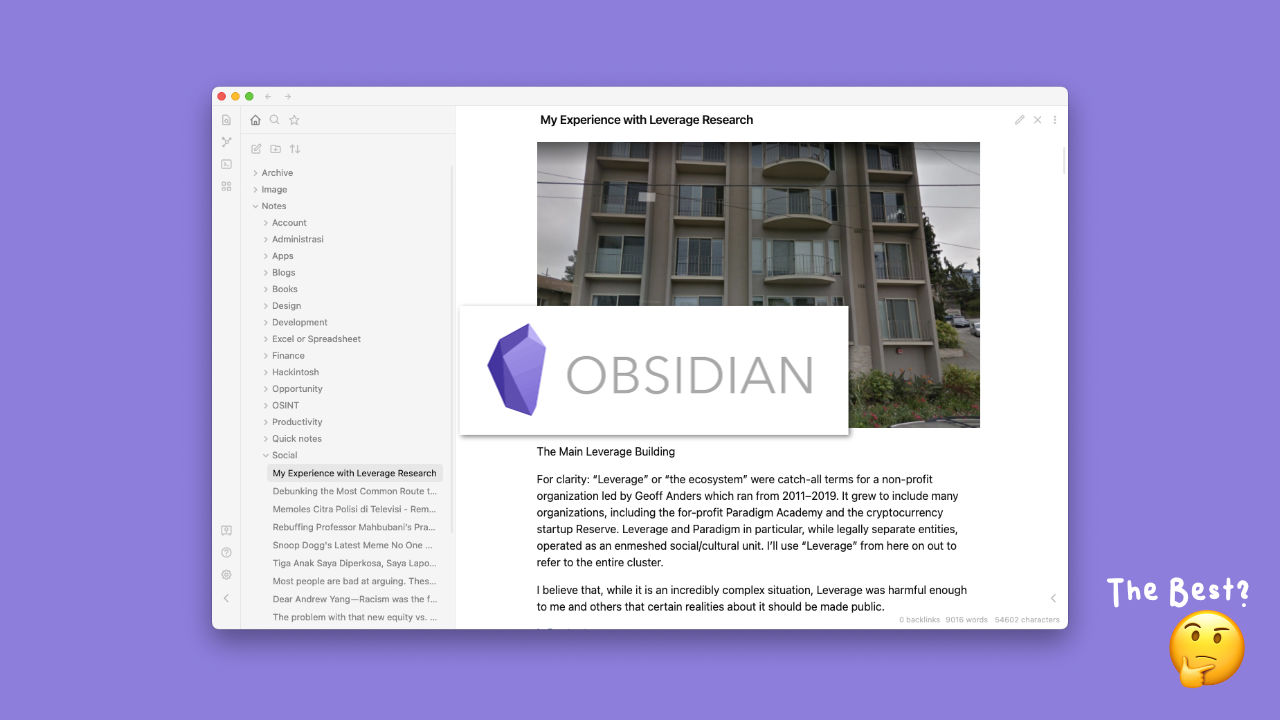 My Experience with Leverage Research
Archive
Image
Notes
Account
Administrasi
Apps
Blogs
Books
Design
Development
Excel or Spreadsheet
Finance
Hackintosh
Opportunity
OSINT
Productivity
Quick notes
Social
My Experience with Leverage Research
Debunking the Most Common Route t...
Memoles Citra Polisi di Televisi - Rem...
Rebuffing Professor Mahbubani's Pra...
Snoop Dogg's Latest Meme No One ...
Tiga Anak Saya Diperkosa, Saya Lapo...
Most people are bad at arguing. Thes...
Dear Andrew Yang—Racism was the f...
The problem with that new equity vs. ...
OBSIDIAN
The Main Leverage Building
For clarity: “Leverage” or “the ecosystem” were catch-all terms for a non-profit
organization led by Geoff Anders which ran from 2011–2019. It grew to include many
organizations, including the for-profit Paradigm Academy and the cryptocurrency
startup Reserve. Leverage and Paradigm in particular, while legally separate entities,
operated as an enmeshed social/cultural unit. I’ll use “Leverage” from here on out to
refer to the entire cluster.
I believe that, while it is an incredibly complex situation, Leverage was harmful enough
to me and others that certain realities about it should be made public.
0 backlinks 9016 words 54602 characters
The Best?